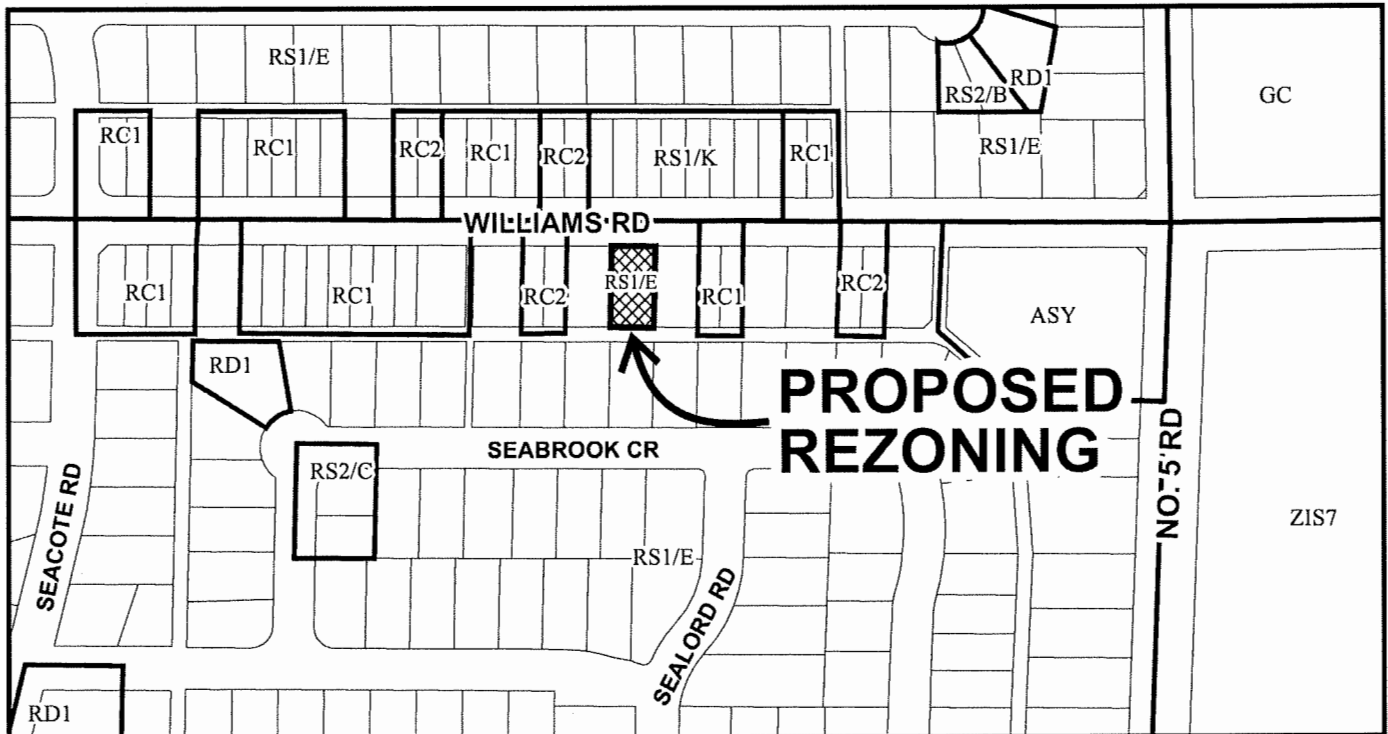 RS1/E
RD1
RS2/B
GC
RC1
RC1
RC2
RC1
RC2
RS1/K
RC1
RS1/E
WILLIAMS RD
RC1
RC1
RC2
RS1/E
RC1
RC2
ASY
RD1
PROPOSED
REZONING
SEABROOK CR
RS2/C
NO. 5 RD
ZIS7
SEACOTE RD
RS1/E
SEALORD RD
RD1